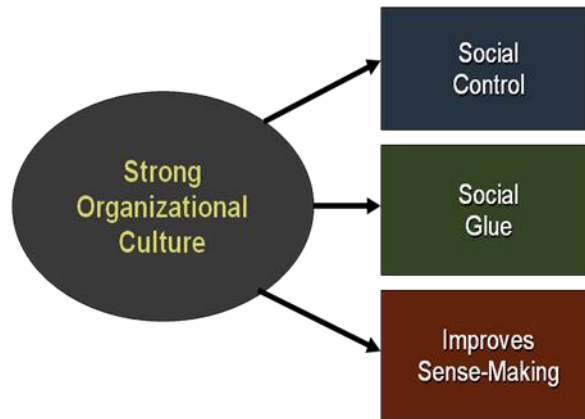 Strong
Organizational
Culture
Social
Control
Social
Glue
Improves
Sense-Making